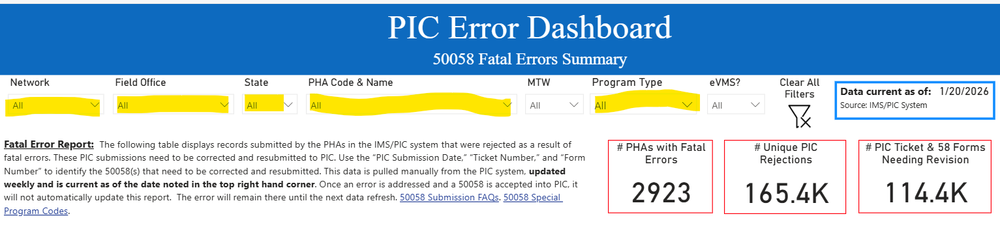 PIC Error Dashboard
50058 Fatal Errors Summary
Network
Field Office
State
PHA Code & Name
MTW
Program Type
eVMS?
Clear All
Filters
All
All
All
All
All
All
All
Data current as of: 1/20/2026
Source: IMS/PIC System
Fatal Error Report: The following table displays records submitted by the PHAs in the IMS/PIC system that were rejected as a result of
fatal errors. These PIC submissions need to be corrected and resubmitted to PIC. Use the “PIC Submission Date,” “Ticket Number,” and “Form
Number” to identify the 50058(s) that need to be corrected and resubmitted. This data is pulled manually from the PIC system, updated
weekly and is current as of the date noted in the top right hand corner. Once an error is addressed and a 50058 is accepted into PIC, it
will not automatically update this report. The error will remain there until the next data refresh. 50058 Submission FAQs. 50058 Special
Program Codes.
# PHAs with Fatal
Errors
2923
# Unique PIC
Rejections
165.4K
# PIC Ticket & 58 Forms
Needing Revision
114.4K